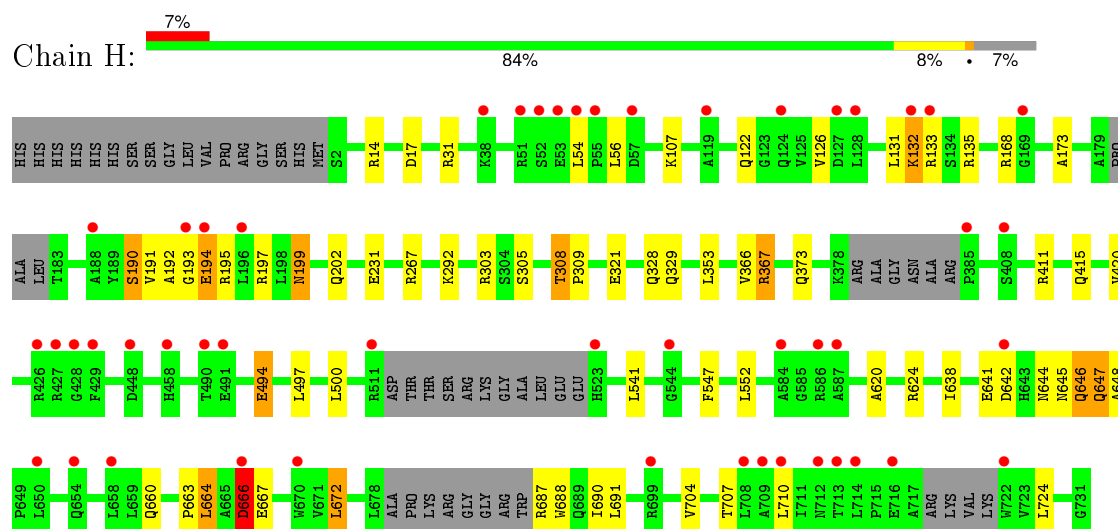 7%
Chain H:
84% 8% • 7%
HIS HIS HIS HIS HIS HIS SER SER GLY LEU VAL PRO ARG GLY SER HIS MET S2 R14 D17 R31 K38 R51 S52 E53 L54 P55 L56 D57 K107 A119 Q122 G123 Q124 V125 V126 D127 L128 L131 K132 R133 S134 R135 R168 G169 A173 A179 PRO
ALA LEU T183 A188 Y189 S190 V191 A192 G193 E194 R195 L196 R197 L198 N199 Q202 E231 R267 K292 R303 S304 S305 T308 P309 E321 Q328 Q329 L353 V366 R367 Q373 K378 ARG ALA GLY ASN ALA ARG P385 S408 R411 Q415
R426 R427 G428 F429 D448 H458 T490 E491 E494 L497 L500 R511 ASP THR THR SER ARG LYS GLY ALA LEU GLU GLU H523 L541 G544 F547 L552 A584 G585 R586 A587 A620 R624 I638 E641 D642 H643 N644 N645 Q646 Q647 A648
P649 L650 Q654 L658 L659 Q660 P663 L664 A665 D666 E667 W670 V671 L672 L678 ALA PRO LYS ARG GLY GLY ARG TRP R687 W688 Q689 I690 L691 R699 V704 T707 L708 A709 L710 I711 N712 T713 L714 P715 E716 A717 ARG LYS VAL LYS W722 V723 L724 G731